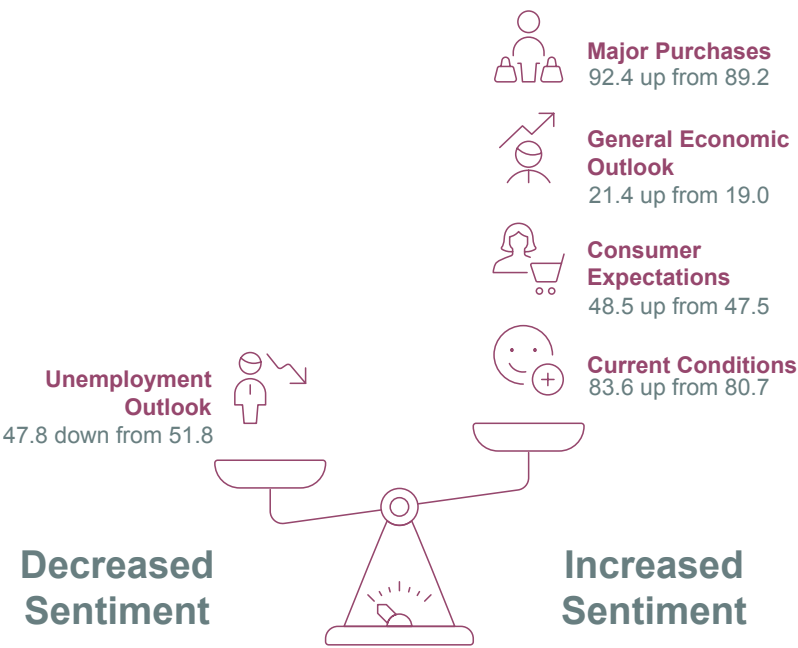 Major Purchases
92.4 up from 89.2
General Economic
Outlook
21.4 up from 19.0
Consumer
Expectations
48.5 up from 47.5
Current Conditions
83.6 up from 80.7
Unemployment
Outlook
47.8 down from 51.8
Decreased
Sentiment
Increased
Sentiment